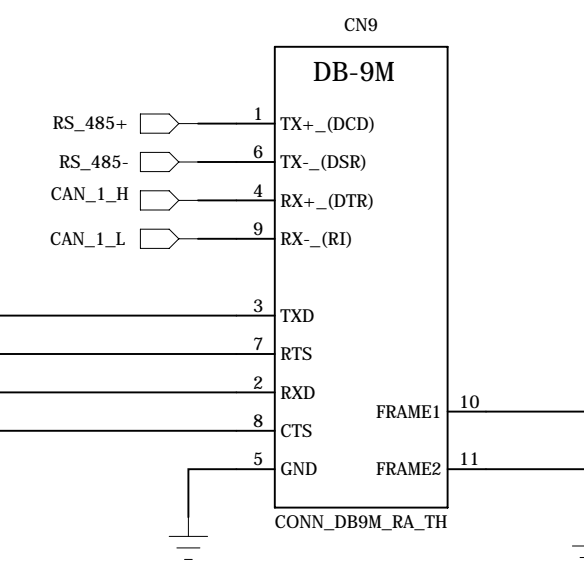 CN9
DB-9M
RS_485+ 1 TX+_(DCD)
RS_485- 6 TX-_(DSR)
CAN_1_H 4 RX+_(DTR)
CAN_1_L 9 RX-_(RI)
3 TXD
7 RTS
2 RXD
FRAME1 10
8 CTS
5 GND FRAME2 11
CONN_DB9M_RA_TH